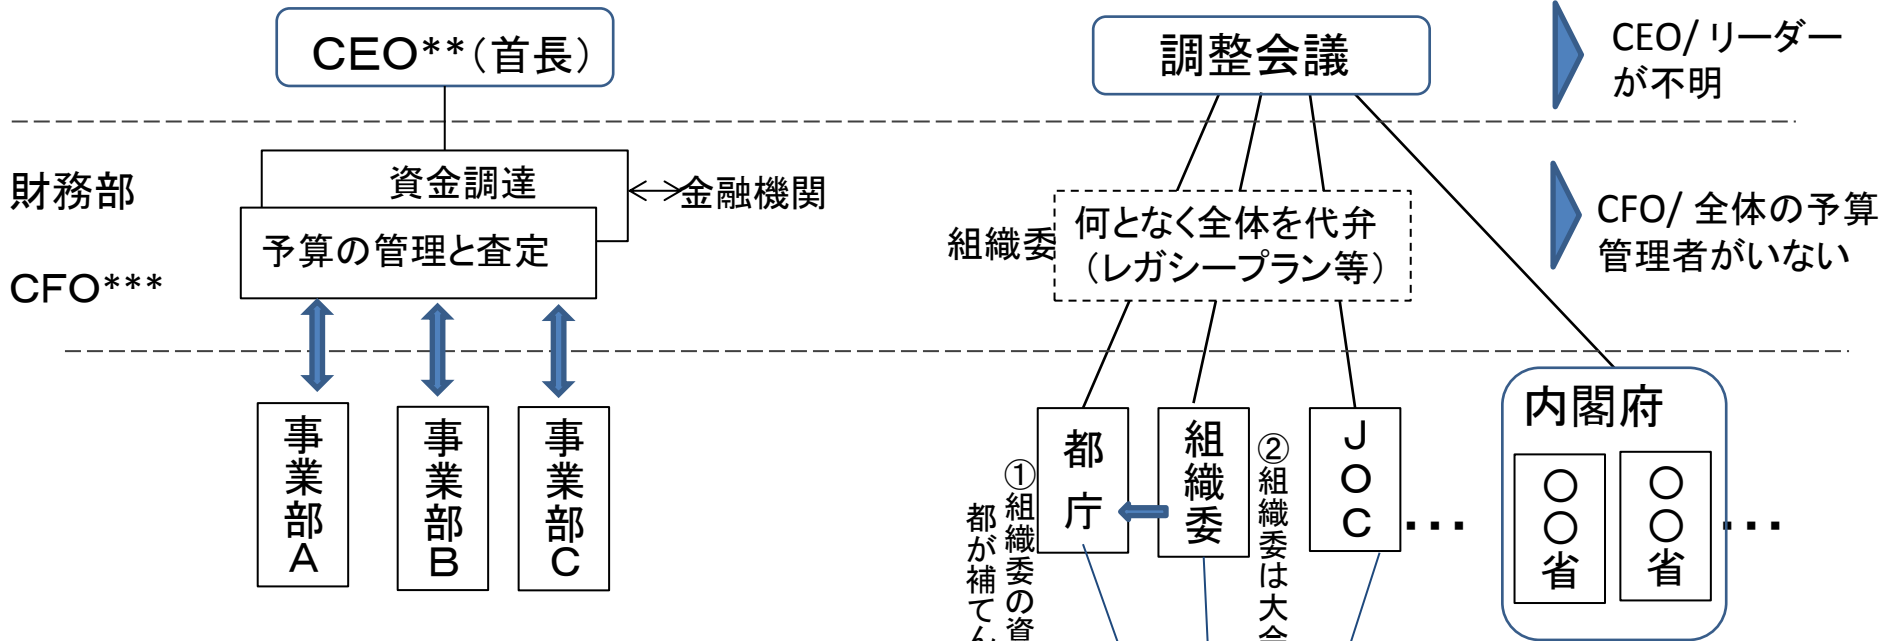 CEO**(首長)
調整会議
CEO/リーダー
が不明
財務部
資金調達
金融機関
予算の管理と査定
CFO***
組織委
何となく全体を代弁
(レガシープラン等)
CFO/ 全体の予算
管理者がいない
事業部A
事業部B
事業部C
①組織委の資
都が補てん
都庁
組織委
②組織委は大会
JOC
...
内閣府
〇〇省
〇〇省
...